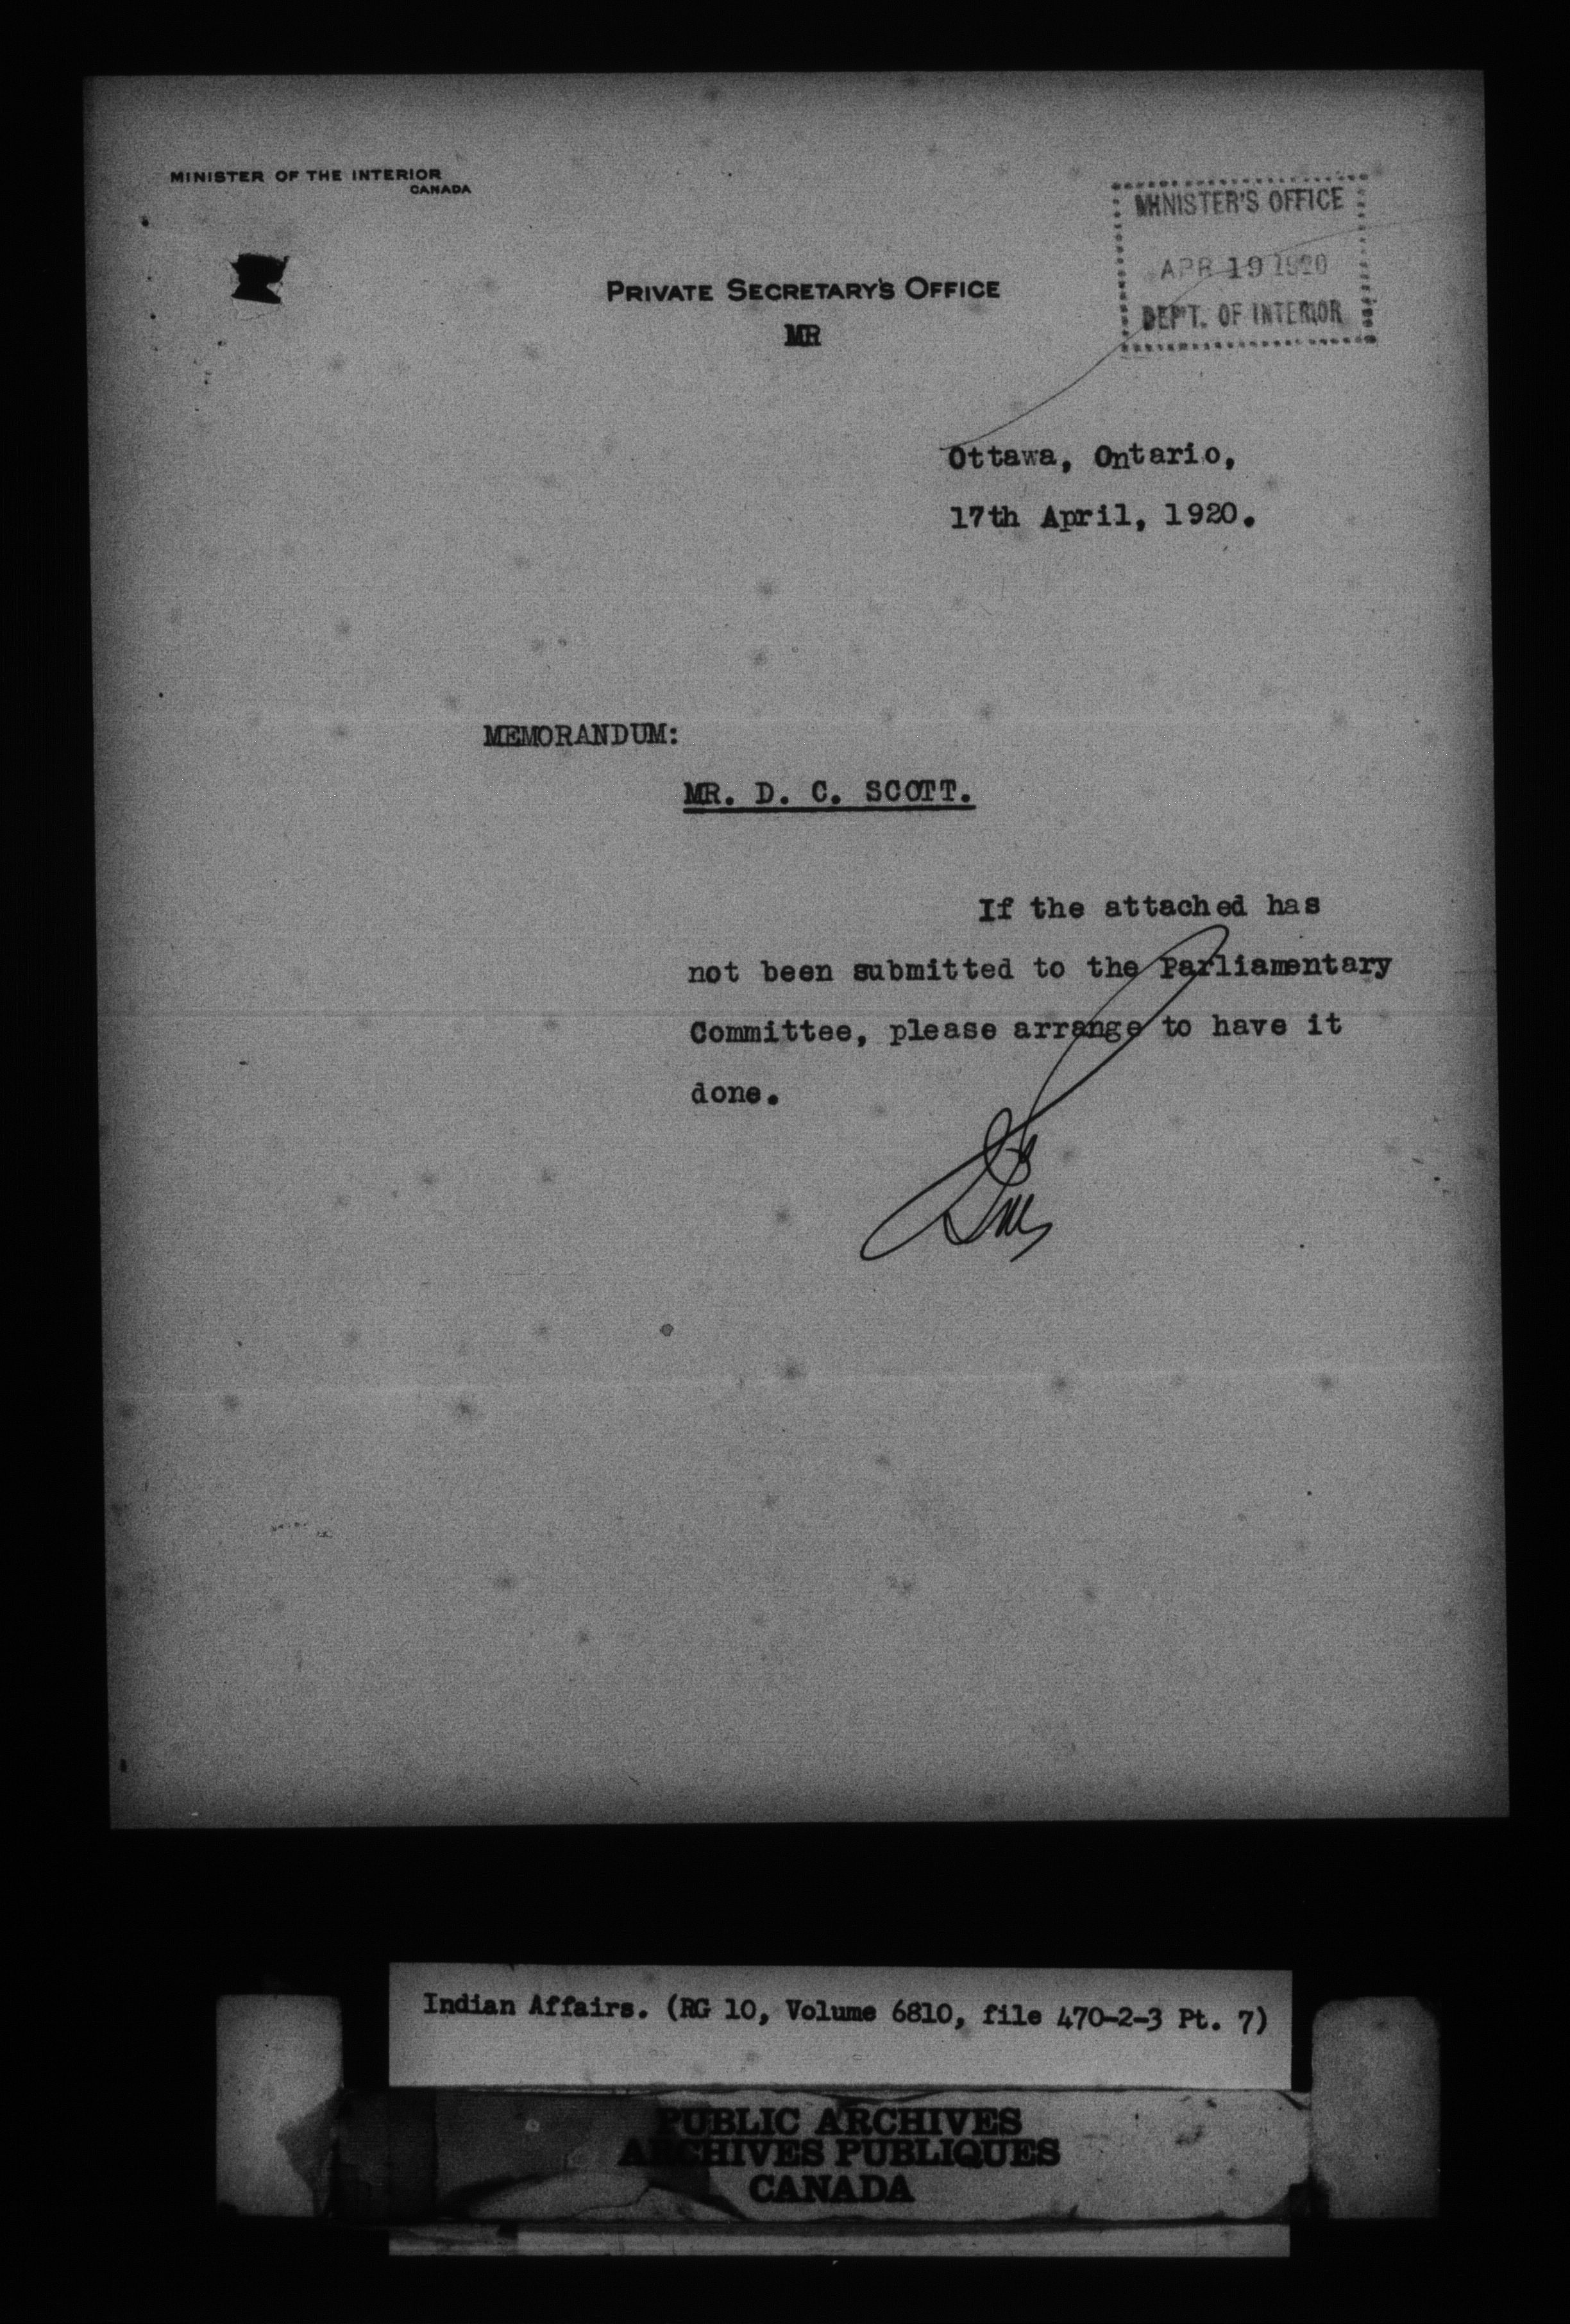 MINISTER OF THE INTERIOR
CANADA
MINISTER'S OFFICE
APR 19 1920
DEPT. OF INTERIOR
PRIVATE SECRETARY'S OFFICE
MR
Ottawa, Ontario,
17th April, 1920.
MEMORANDUM:
MR. D. C. SCOTT.
If the attached has
not been submitted to the Parliamentary
Committee, please arrange to have it
done.
Indian Affairs. (RG 10, Volume 6810, file 470-2-3 Pt. 7)
PUBLIC ARCHIVES
ARCHIVES PUBLIQUES
CANADA